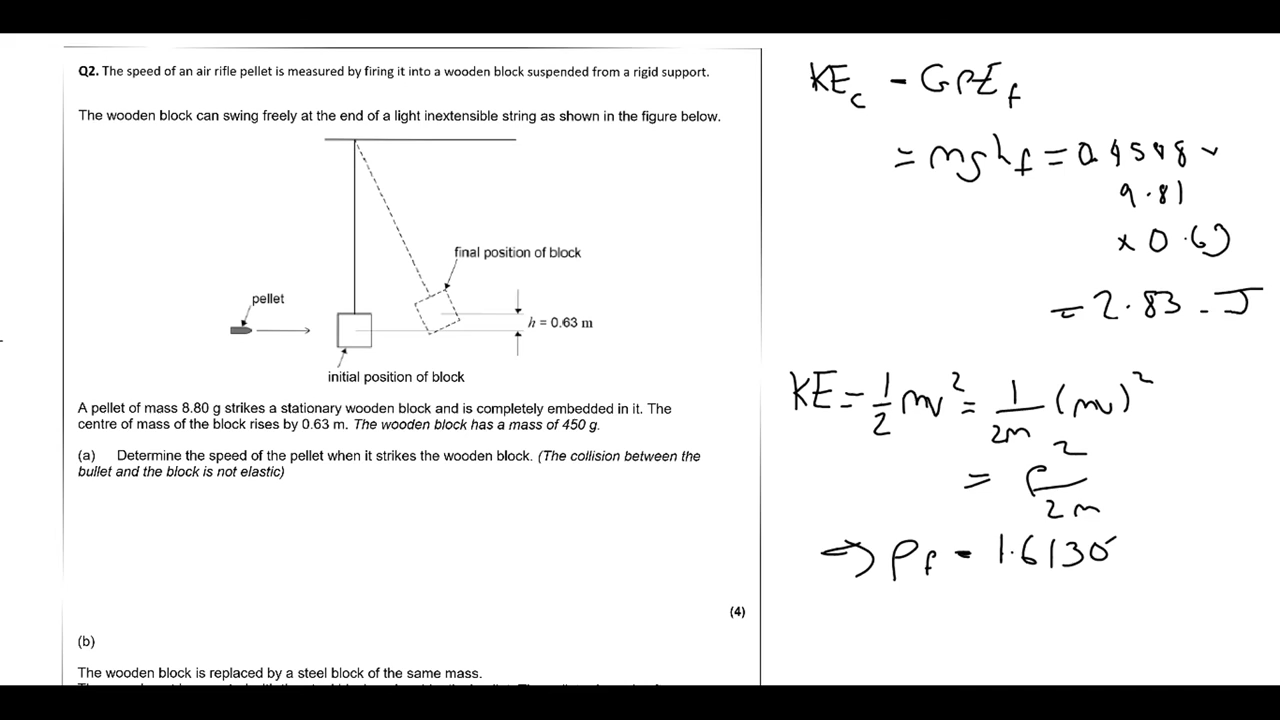 Q2. The speed of an air rifle pellet is measured by firing it into a wooden block suspended from a rigid support.
The wooden block can swing freely at the end of a light inextensible string as shown in the figure below.
final position of block
pellet
h = 0.63 m
initial position of block
A pellet of mass 8.80 g strikes a stationary wooden block and is completely embedded in it. The
centre of mass of the block rises by 0.63 m. The wooden block has a mass of 450 g.
(a) Determine the speed of the pellet when it strikes the wooden block. (The collision between the
bullet and the block is not elastic)
(4)
(b)
The wooden block is replaced by a steel block of the same mass.
KE_c - GPE_f
= mgh_f = 0.4588 ×
9.81
× 0.63
= 2.83 - J
KE = 1/2 mv² = 1/2m (mv)²
= p²/2m
⇒ p_f = 1.6130